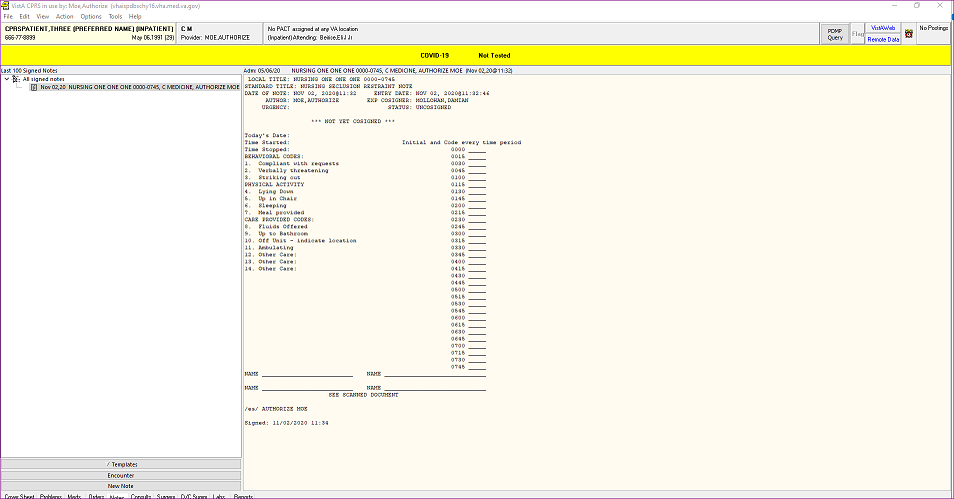 VistA CPRS in use by: Moe,Authorize (vhaispdbschy16.vha.med.va.gov)
File Edit View Action Options Tools Help
CPRSPATIENT,THREE (PREFERRED NAME) (INPATIENT) C M No PACT assigned at any VA location
666-77-8899 May 06,1991 (29) Provider: MOE,AUTHORIZE (Inpatient) Attending: Beiise,Eli J Jr
PDMP Query Flag VistAWeb Remote Data No Postings
COVID-19 Not Tested
Last 100 Signed Notes Adm: 05/06/20 NURSING ONE ONE ONE 0000-0745, C MEDICINE, AUTHORIZE MOE (Nov 02,20@11:32)
All signed notes
Nov 02,20 NURSING ONE ONE ONE 0000-0745, C MEDICINE, AUTHORIZE MOE
LOCAL TITLE: NURSING ONE ONE ONE 0000-0745
STANDARD TITLE: NURSING SECLUSION RESTRAINT NOTE
DATE OF NOTE: NOV 02, 2020@11:32 ENTRY DATE: NOV 02, 2020@11:32:46
AUTHOR: MOE,AUTHORIZE EXP COSIGNER: MOLLOHAN,DAMIAN
URGENCY: STATUS: UNCOSIGNED
*** NOT YET COSIGNED ***
Today's Date:
Time Started: Initial and Code every time period
Time Stopped: 0000 _____
BEHAVIORAL CODES: 0015 _____
1. Compliant with requests 0030 _____
2. Verbally threatening 0045 _____
3. Striking out 0100 _____
PHYSICAL ACTIVITY 0115 _____
4. Lying Down 0130 _____
5. Up in Chair 0145 _____
6. Sleeping 0200 _____
7. Meal provided 0215 _____
CARE PROVIDED CODES: 0230 _____
8. Fluids Offered 0245 _____
9. Up to Bathroom 0300 _____
10. Off Unit - indicate location 0315 _____
11. Ambulating 0330 _____
12. Other Care: 0345 _____
13. Other Care: 0400 _____
14. Other Care: 0415 _____
0430 _____
0445 _____
0500 _____
0515 _____
0530 _____
0545 _____
0600 _____
0615 _____
0630 _____
0645 _____
0700 _____
0715 _____
0730 _____
0745 _____
NAME __________________________ NAME _____________________________
NAME __________________________ NAME _____________________________
SEE SCANNED DOCUMENT
/es/ AUTHORIZE MOE
Signed: 11/02/2020 11:34
/ Templates
Encounter
New Note
Cover Sheet Problems Meds Orders Notes Consults Surgery D/C Summ Labs Reports